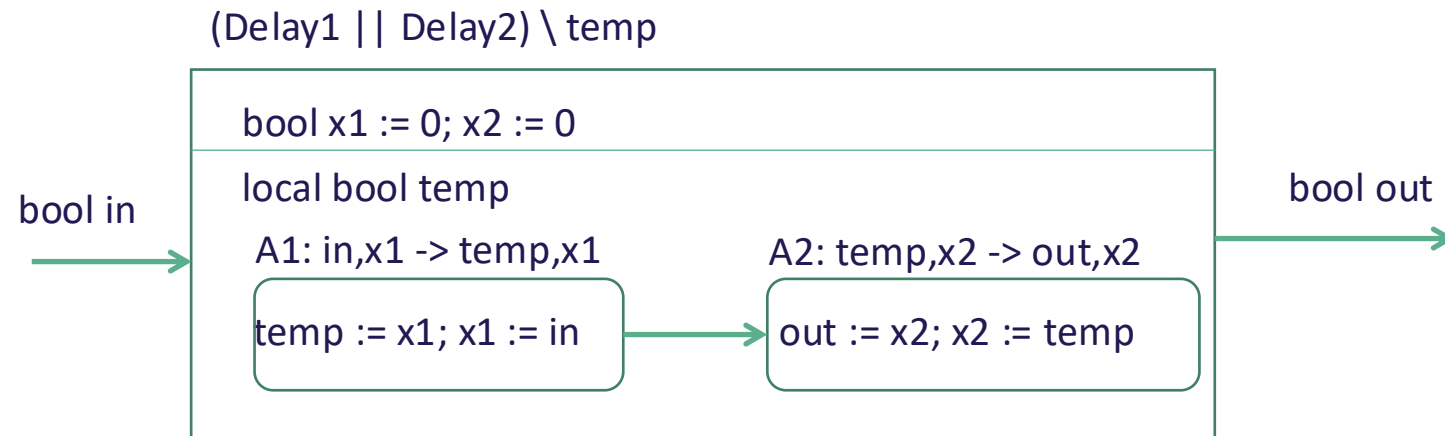 (Delay1 || Delay2) \ temp
bool x1 := 0; x2 := 0
local bool temp
bool in
bool out
A1: in,x1 -> temp,x1
A2: temp,x2 -> out,x2
temp := x1; x1 := in
out := x2; x2 := temp